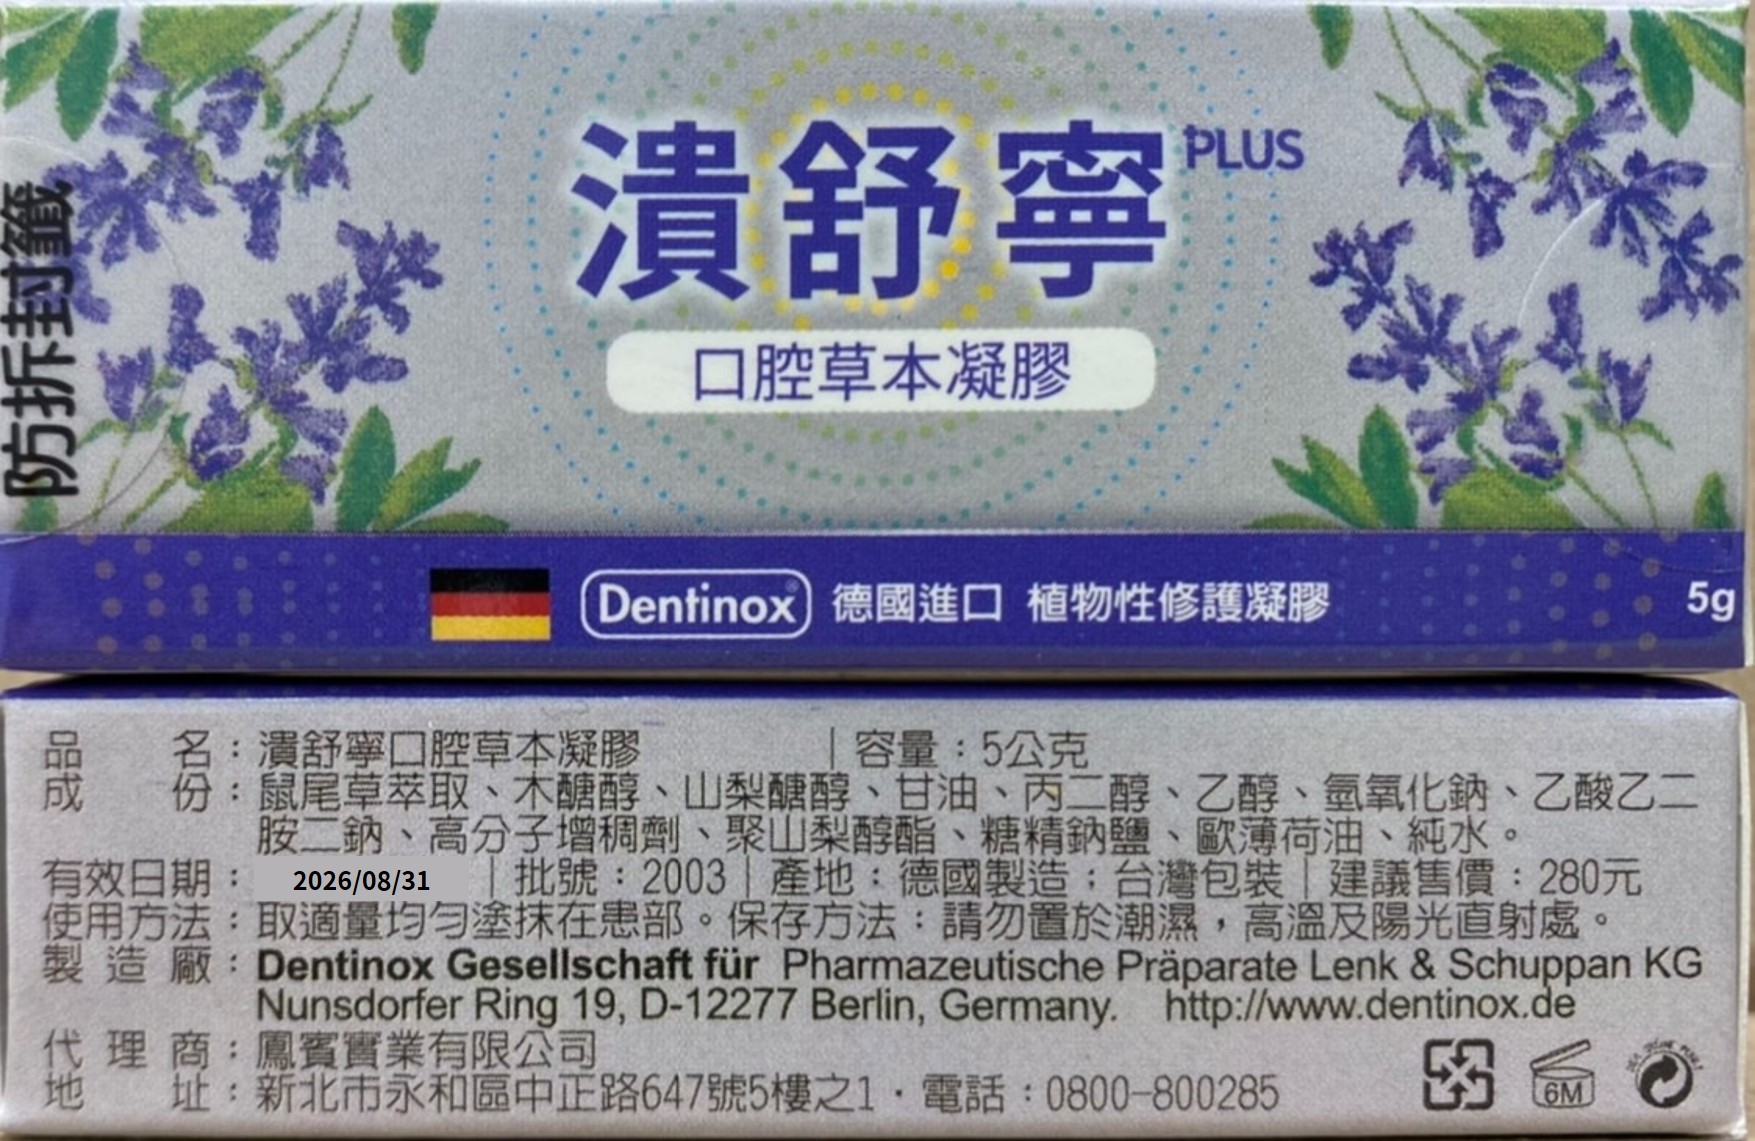 防拆封籤
潰舒寧PLUS
口腔草本凝膠
Dentinox® 德國進口 植物性修護凝膠
5g
品名：潰舒寧口腔草本凝膠 ｜容量：5公克
成份：鼠尾草萃取、木醣醇、山梨醣醇、甘油、丙二醇、乙醇、氫氧化鈉、乙酸乙二
胺二鈉、高分子增稠劑、聚山梨醇酯、糖精鈉鹽、歐薄荷油、純水。
有效日期：2026/08/31｜批號：2003｜產地：德國製造；台灣包裝｜建議售價：280元
使用方法：取適量均勻塗抹在患部。保存方法：請勿置於潮濕，高溫及陽光直射處。
製造廠：Dentinox Gesellschaft für Pharmazeutische Präparate Lenk & Schuppan KG
Nunsdorfer Ring 19, D-12277 Berlin, Germany. http://www.dentinox.de
代理商：鳳賓實業有限公司
地址：新北市永和區中正路647號5樓之1・電話：0800-800285
6M